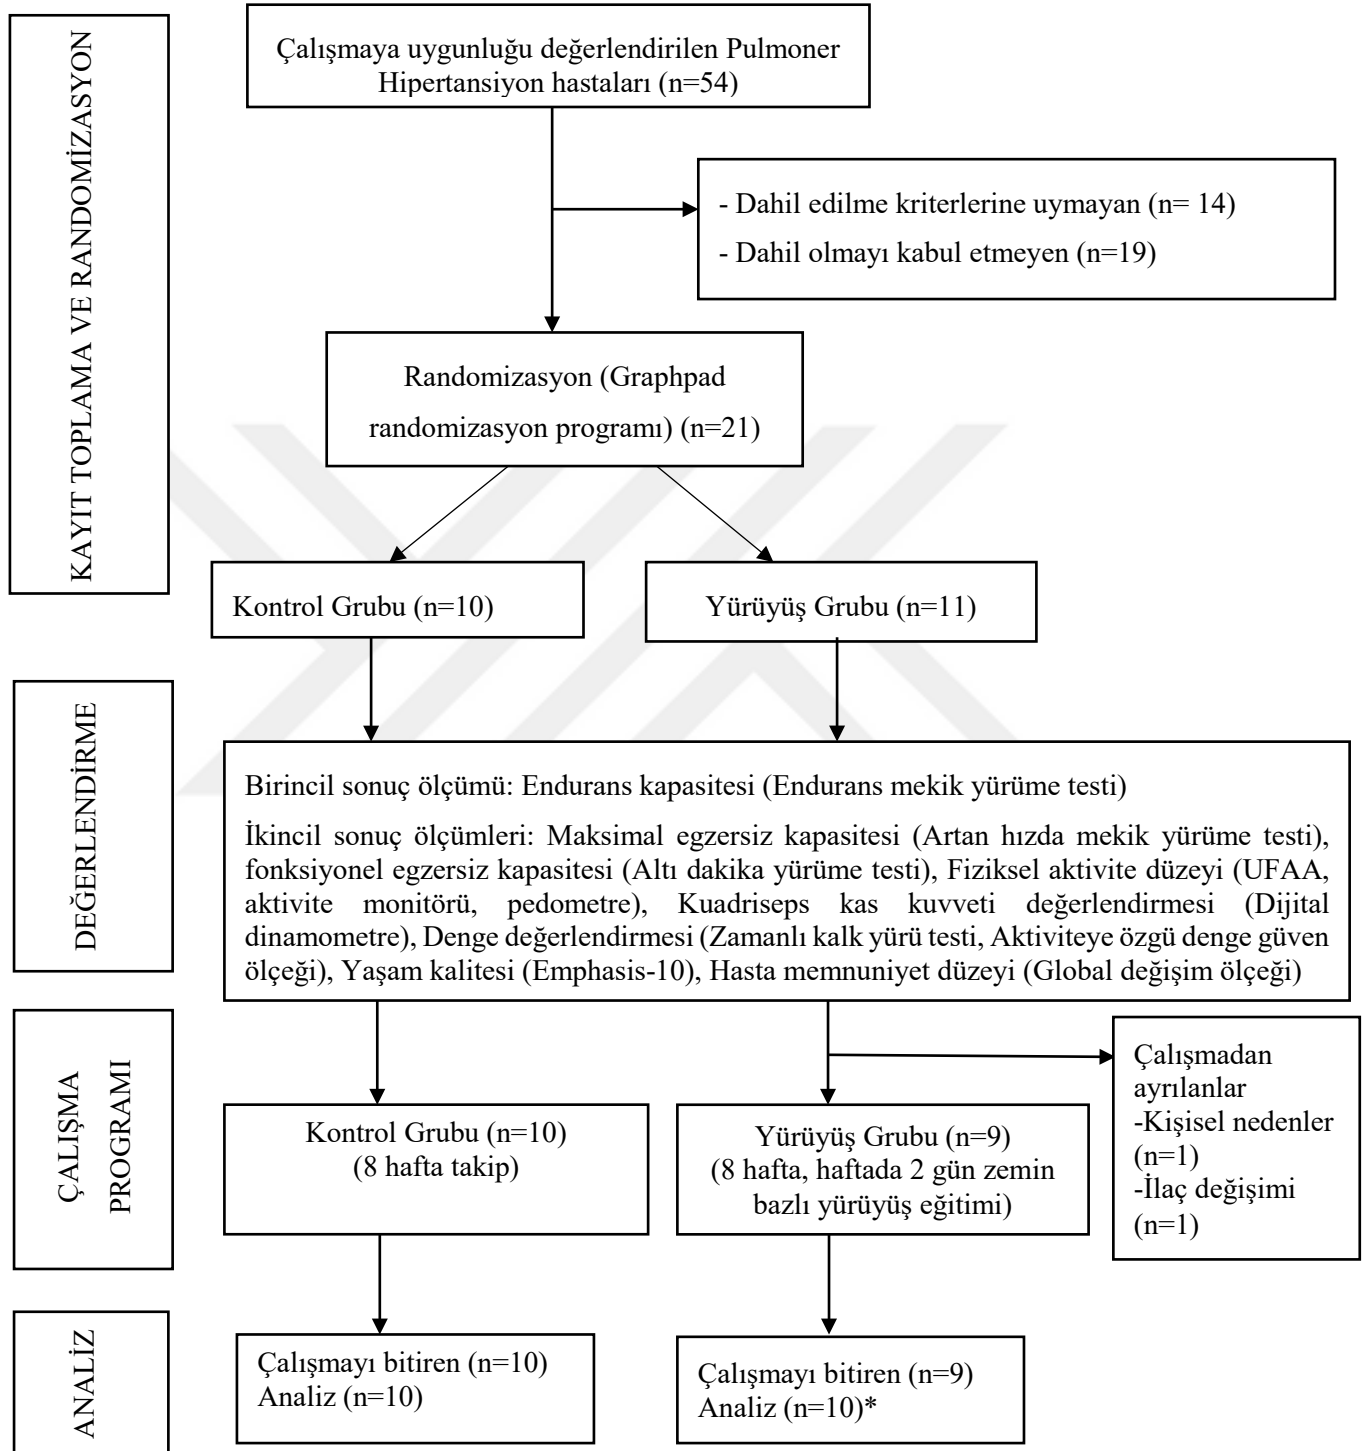 KAYIT TOPLAMA VE RANDOMİZASYON
Çalışmaya uygunluğu değerlendirilen Pulmoner
Hipertansiyon hastaları (n=54)
- Dahil edilme kriterlerine uymayan (n= 14)
- Dahil olmayı kabul etmeyen (n=19)
Randomizasyon (Graphpad
randomizasyon programı) (n=21)
Kontrol Grubu (n=10)
Yürüyüş Grubu (n=11)
DEĞERLENDİRME
Birincil sonuç ölçümü: Endurans kapasitesi (Endurans mekik yürüme testi)
İkincil sonuç ölçümleri: Maksimal egzersiz kapasitesi (Artan hızda mekik yürüme testi),
fonksiyonel egzersiz kapasitesi (Altı dakika yürüme testi), Fiziksel aktivite düzeyi (UFAA,
aktivite monitörü, pedometre), Kuadriseps kas kuvveti değerlendirmesi (Dijital
dinamometre), Denge değerlendirmesi (Zamanlı kalk yürü testi, Aktiviteye özgü denge güven
ölçeği), Yaşam kalitesi (Emphasis-10), Hasta memnuniyet düzeyi (Global değişim ölçeği)
ÇALIŞMA
PROGRAMI
Kontrol Grubu (n=10)
(8 hafta takip)
Yürüyüş Grubu (n=9)
(8 hafta, haftada 2 gün zemin
bazlı yürüyüş eğitimi)
Çalışmadan
ayrılanlar
-Kişisel nedenler
(n=1)
-İlaç değişimi
(n=1)
ANALİZ
Çalışmayı bitiren (n=10)
Analiz (n=10)
Çalışmayı bitiren (n=9)
Analiz (n=10)*